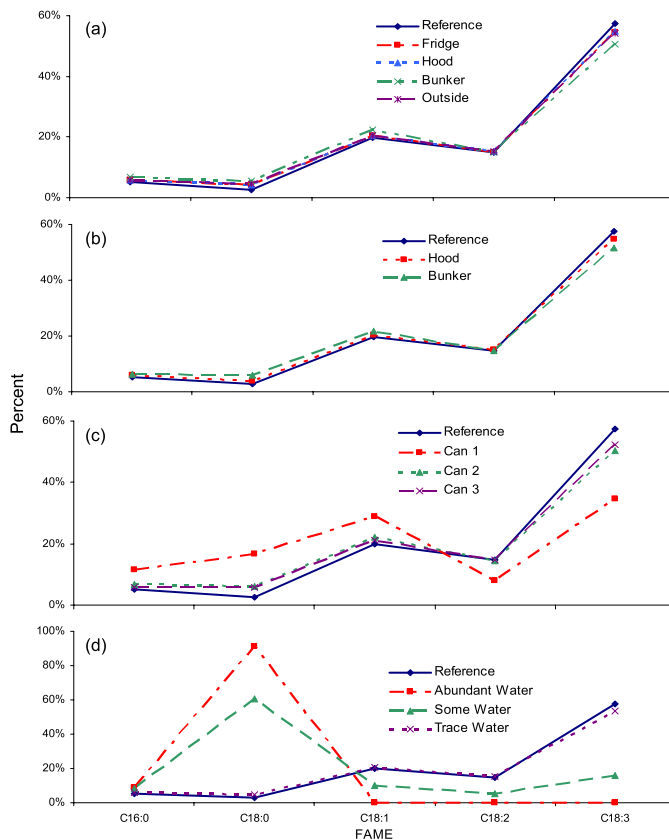 Percent
(a)
60%
40%
20%
0%
Reference
Fridge
Hood
Bunker
Outside
(b)
60%
40%
20%
0%
Reference
Hood
Bunker
(c)
60%
40%
20%
0%
Reference
Can 1
Can 2
Can 3
(d)
100%
80%
60%
40%
20%
0%
Reference
Abundant Water
Some Water
Trace Water
C16:0 C18:0 C18:1 C18:2 C18:3
FAME